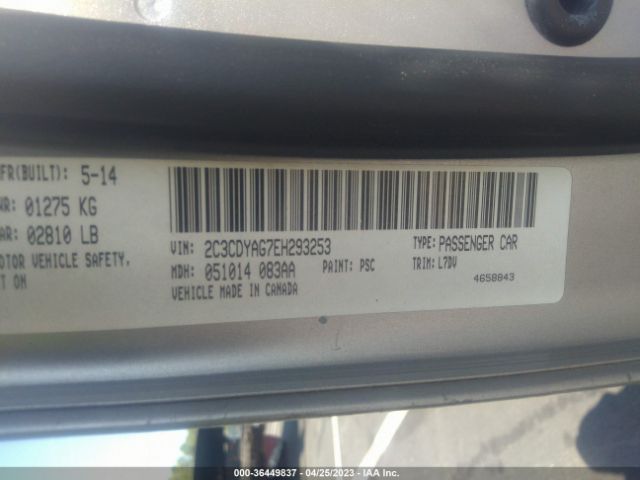 FR(BUILT): 5-14
WR: 01275 KG
AR: 02810 LB
OTOR VEHICLE SAFETY,
T ON
VIN: 2C3CDYAG7EH293253
TYPE: PASSENGER CAR
MDH: 051014 083AA
PAINT: PSC
TRIM: L7DV
VEHICLE MADE IN CANADA
4658843
000-36449837 - 04/25/2023 - IAA Inc.